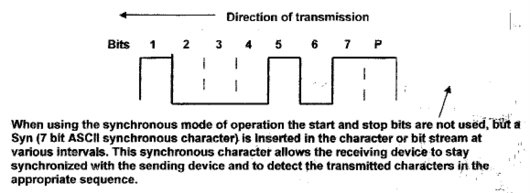 Direction of transmission
Bits 1 2 3 4 5 6 7 P
When using the synchronous mode of operation the start and stop bits are not used, but a
Syn (7 bit ASCII synchronous character) is inserted in the character or bit stream at
various intervals. This synchronous character allows the receiving device to stay
synchronized with the sending device and to detect the transmitted characters in the
appropriate sequence.